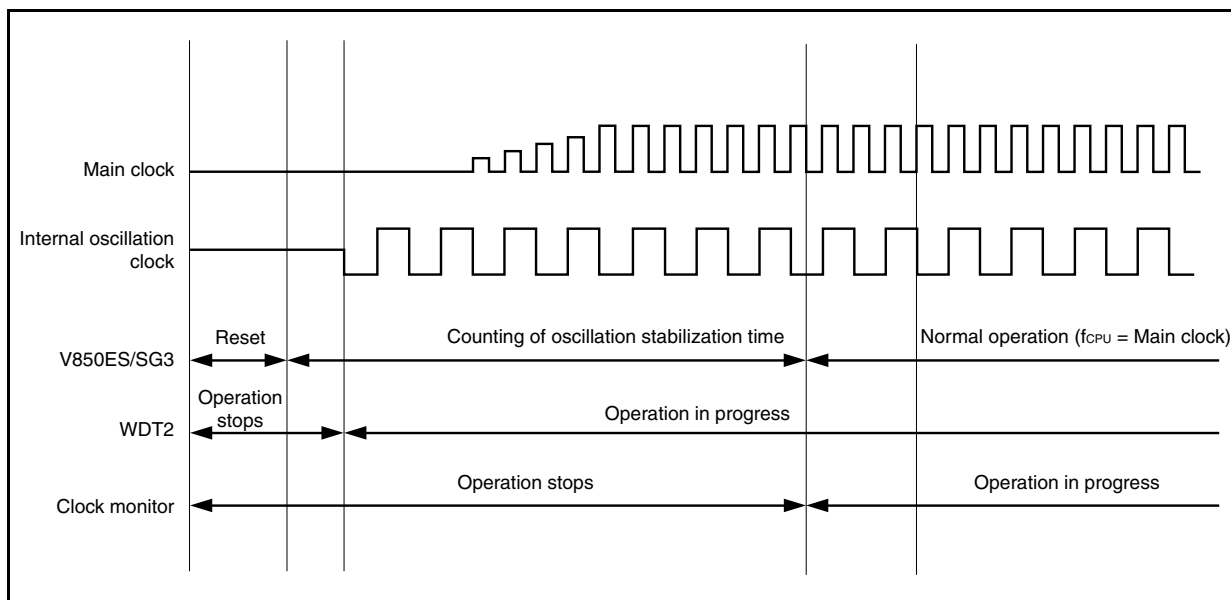 Main clock
Internal oscillation
clock
Reset
Counting of oscillation stabilization time
Normal operation (fCPU = Main clock)
V850ES/SG3
Operation
stops
Operation in progress
WDT2
Operation stops
Operation in progress
Clock monitor